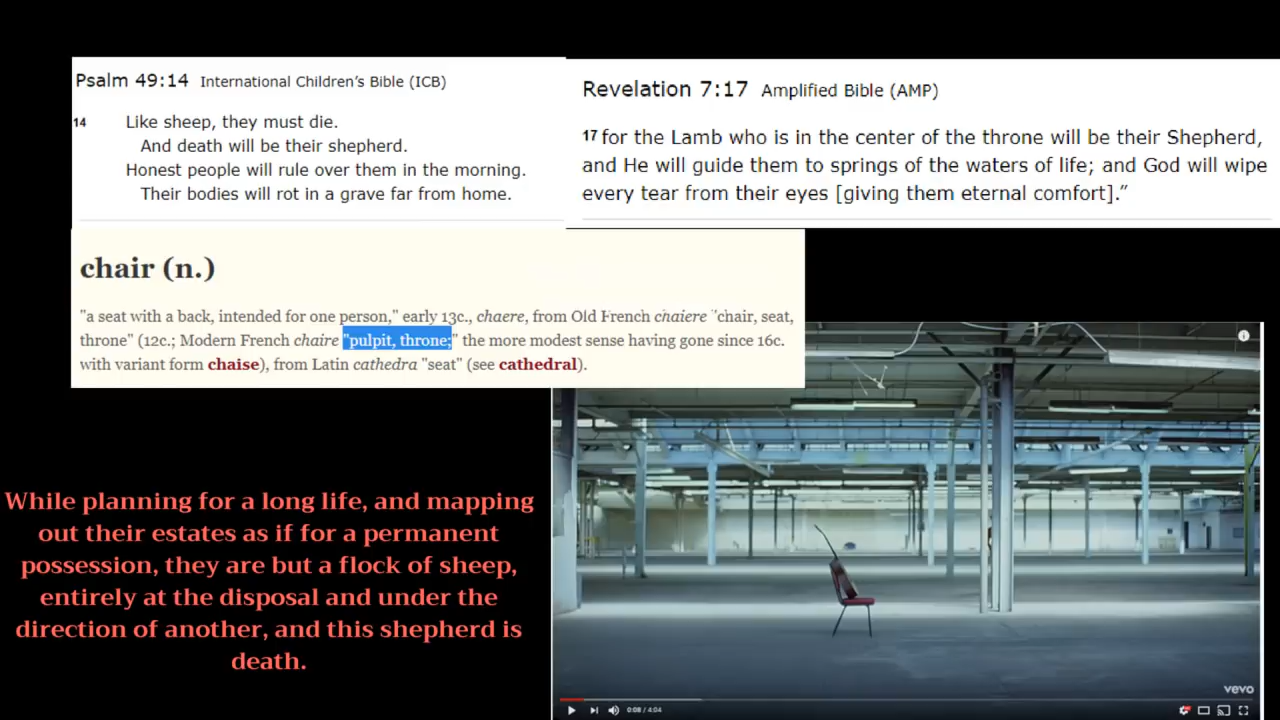 Psalm 49:14 International Children's Bible (ICB)
14 Like sheep, they must die.
And death will be their shepherd.
Honest people will rule over them in the morning.
Their bodies will rot in a grave far from home.
Revelation 7:17 Amplified Bible (AMP)
17 for the Lamb who is in the center of the throne will be their Shepherd,
and He will guide them to springs of the waters of life; and God will wipe
every tear from their eyes [giving them eternal comfort].”
chair (n.)
"a seat with a back, intended for one person," early 13c., chaere, from Old French chaiere "chair, seat,
throne" (12c.; Modern French chaire "pulpit, throne;" the more modest sense having gone since 16c.
with variant form chaise), from Latin cathedra "seat" (see cathedral).
While planning for a long life, and mapping
out their estates as if for a permanent
possession, they are but a flock of sheep,
entirely at the disposal and under the
direction of another, and this shepherd is
death.
vevo
0:08 / 4:04